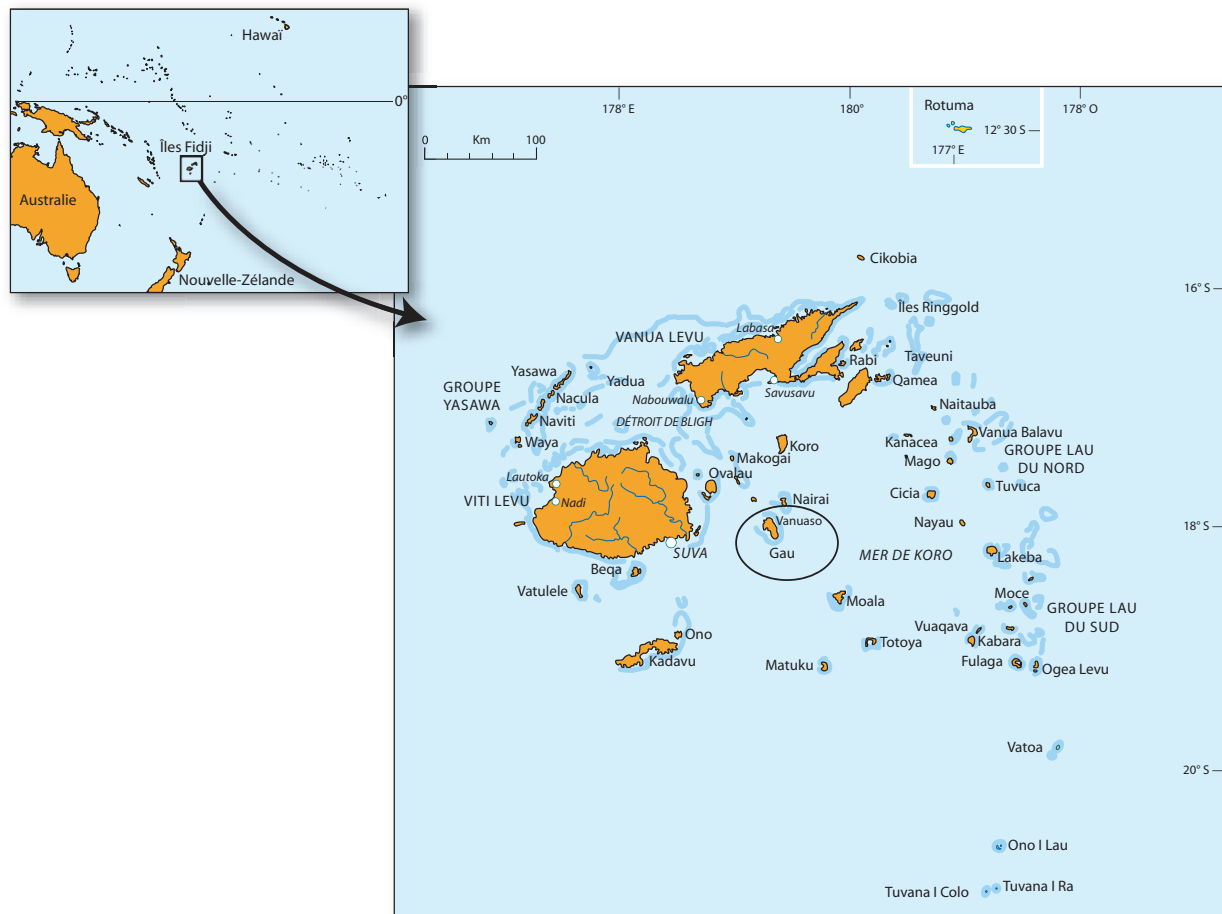 Hawaï
0°
Îles Fidji
Australie
Nouvelle-Zélande
178° E
180°
178° O
Rotuma
12° 30 S
177° E
0 Km 100
Cikobia
16° S
Îles Ringgold
Labasa
VANUA LEVU
Rabi
Taveuni
Yasawa
Yadua
Qamea
GROUPE
YASAWA
Nacula
Nabouwalu
Savusavu
Naitauba
Naviti
DÉTROIT DE BLIGH
Waya
Koro
Kanacea
Vanua Balavu
Makogai
Mago
GROUPE LAU
DU NORD
Lautoka
Ovalau
Cicia
Tuvuca
VITI LEVU
Nadi
Nairai
Vanuaso
Nayau
18° S
SUVA
Gau
MER DE KORO
Lakeba
Beqa
Vatulele
Moala
Moce
GROUPE LAU
DU SUD
Vuaqava
Ono
Totoya
Kabara
Kadavu
Matuku
Fulaga
Ogea Levu
Vatoa
20° S
Ono I Lau
Tuvana I Colo
Tuvana I Ra